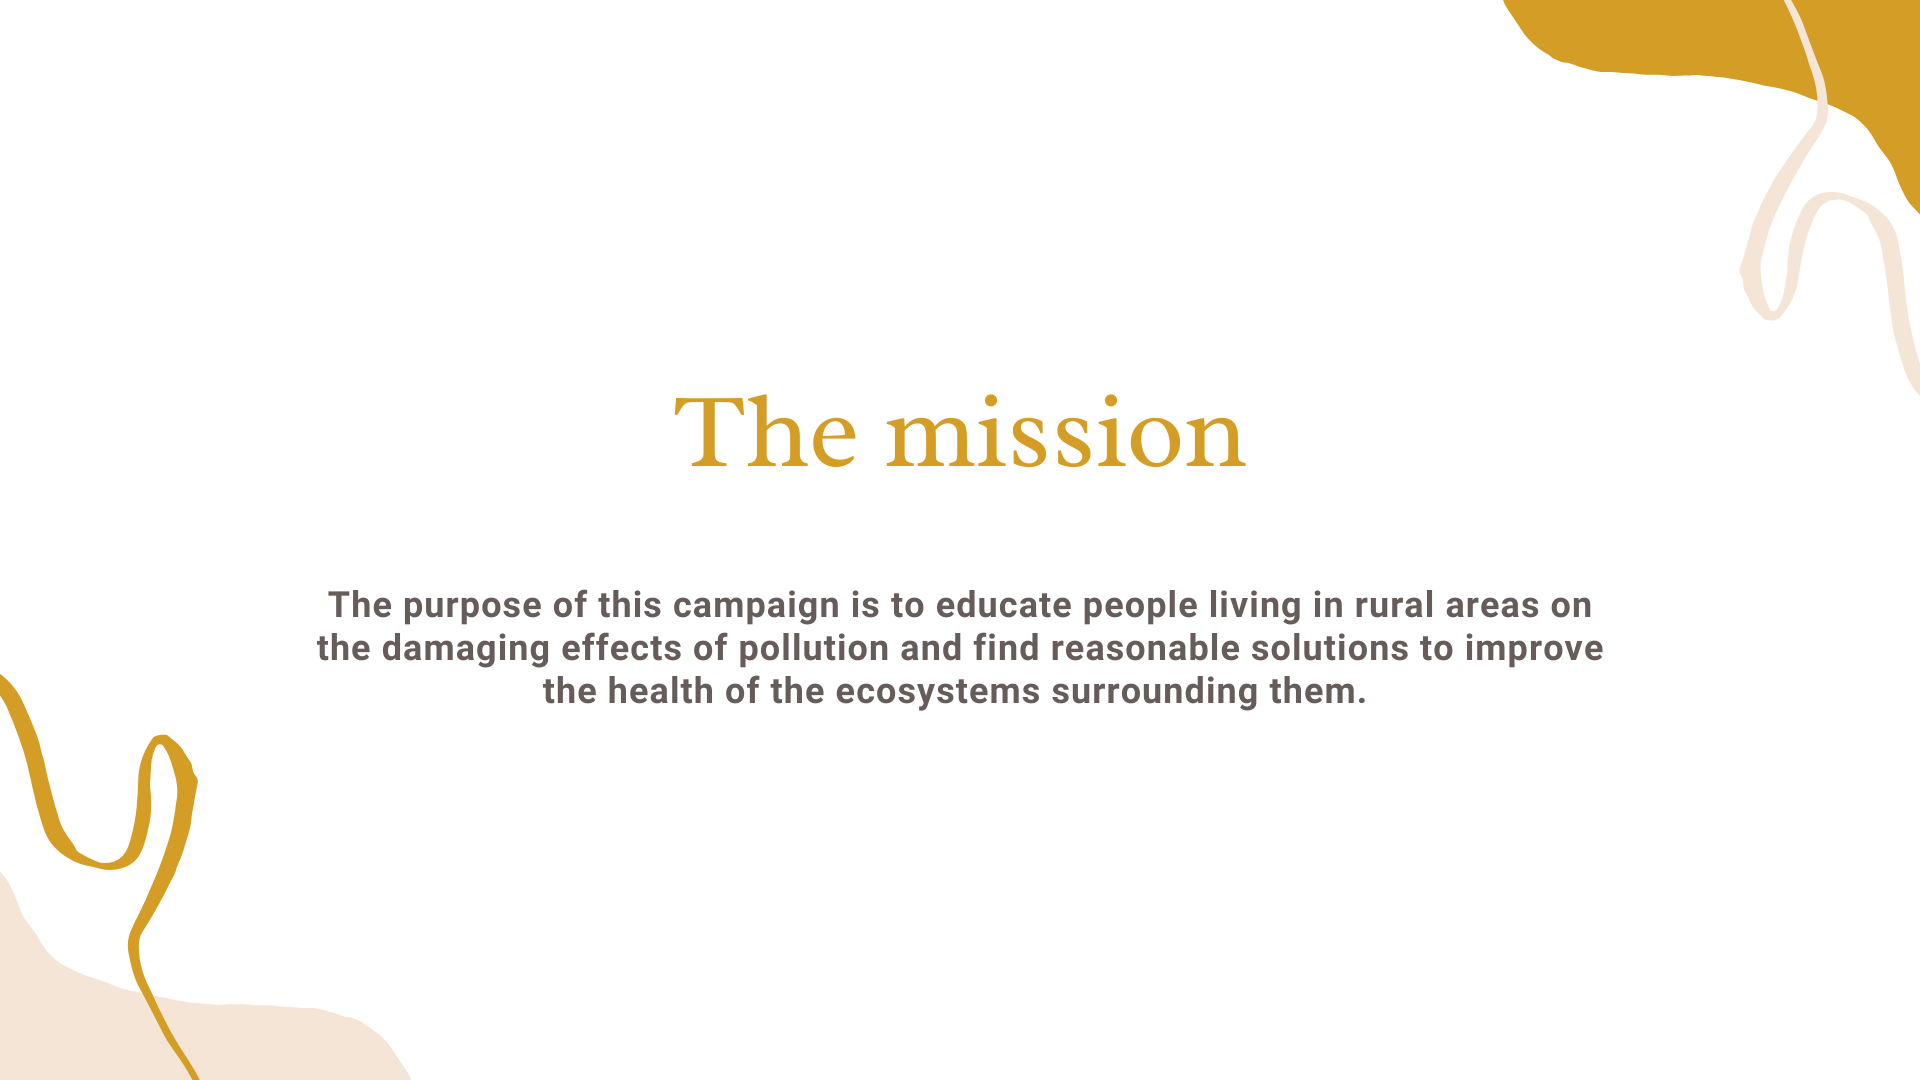 The mission
The purpose of this campaign is to educate people living in rural areas on
the damaging effects of pollution and find reasonable solutions to improve
the health of the ecosystems surrounding them.